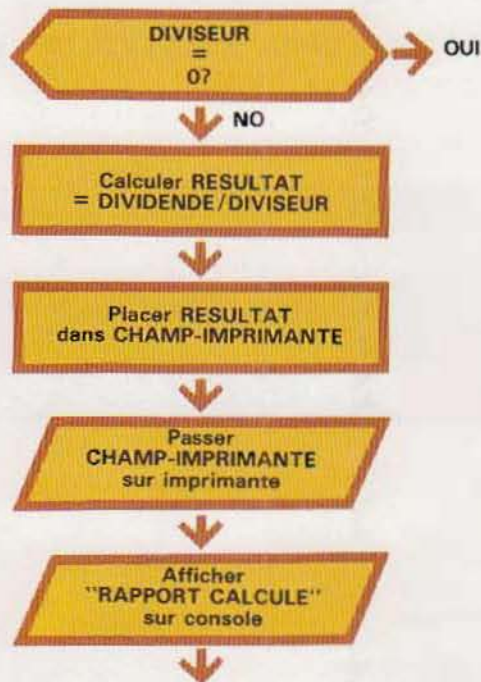 DIVISEUR
=
0?
OUI
NO
Calculer RESULTAT
= DIVIDENDE/DIVISEUR
Placer RESULTAT
dans CHAMP-IMPRIMANTE
Passer
CHAMP-IMPRIMANTE
sur imprimante
Afficher
"RAPPORT CALCULE"
sur console